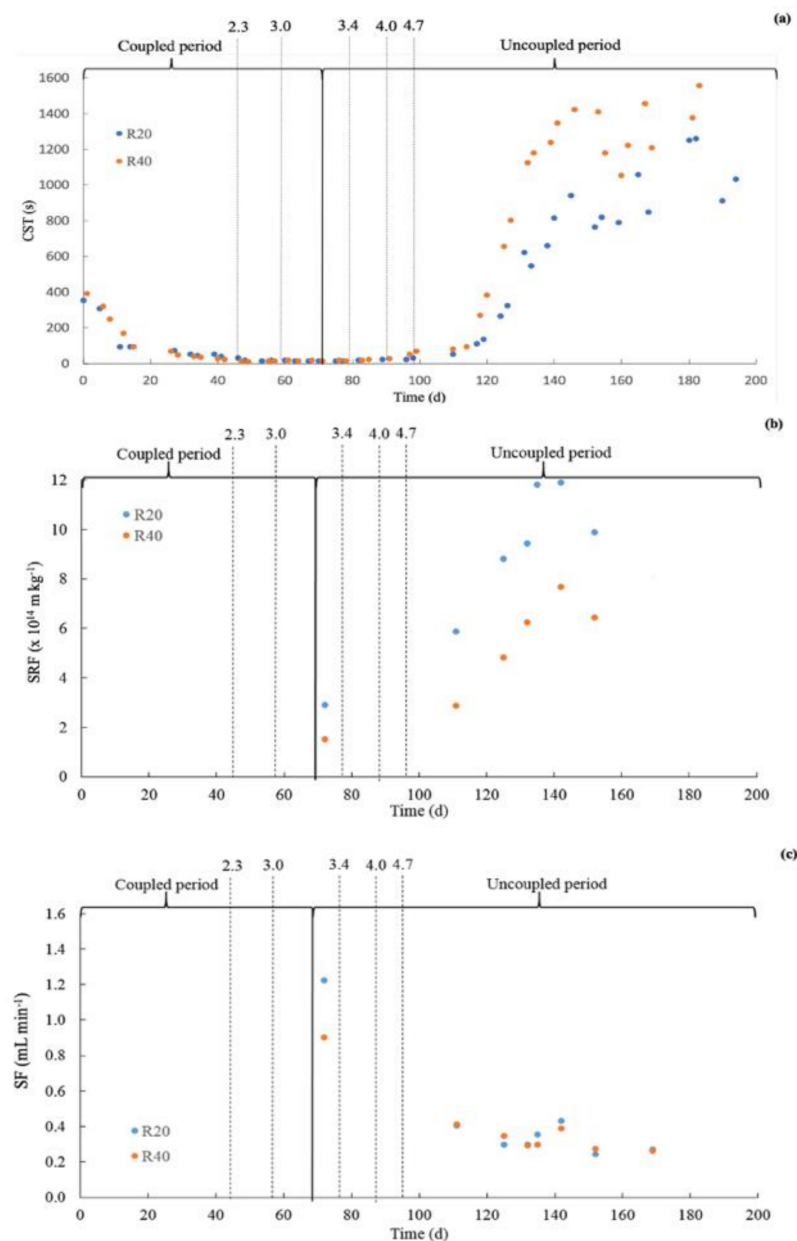 (a)
2.3 3.0 3.4 4.0 4.7
Coupled period Uncoupled period
1600
1400
1200
1000
800
600
400
200
0
CST (s)
R20
R40
0 20 40 60 80 100 120 140 160 180 200
Time (d)
(b)
2.3 3.0 3.4 4.0 4.7
Coupled period Uncoupled period
12
10
8
6
4
2
0
SRF (x 10¹⁴ m kg⁻¹)
R20
R40
0 20 40 60 80 100 120 140 160 180 200
Time (d)
(c)
2.3 3.0 3.4 4.0 4.7
Coupled period Uncoupled period
1.6
1.4
1.2
1.0
0.8
0.6
0.4
0.2
0.0
SF (mL min⁻¹)
R20
R40
0 20 40 60 80 100 120 140 160 180 200
Time (d)